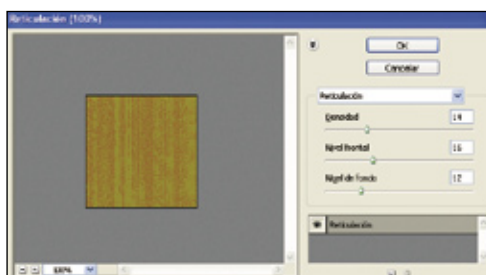 Reticulación (100%)
OK
Cancelar
Reticulación
Densidad 14
Nivel frontal 16
Nivel de fondo 12
Reticulación
100%